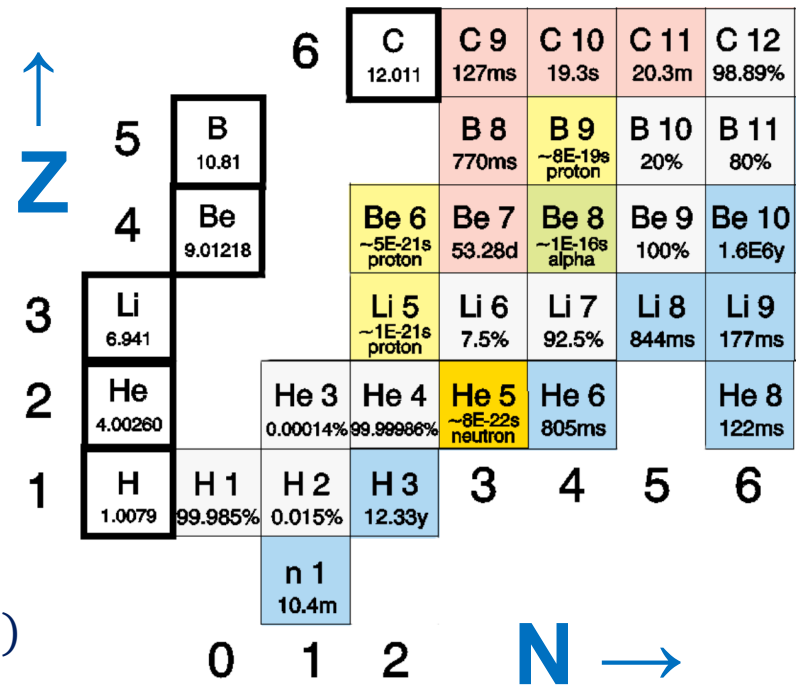 6
C
12.011
C 9
127ms
C 10
19.3s
C 11
20.3m
C 12
98.89%
↑
Z
5
B
10.81
B 8
770ms
B 9
~8E-19s
proton
B 10
20%
B 11
80%
4
Be
9.01218
Be 6
~5E-21s
proton
Be 7
53.28d
Be 8
~1E-16s
alpha
Be 9
100%
Be 10
1.6E6y
3
Li
6.941
Li 5
~1E-21s
proton
Li 6
7.5%
Li 7
92.5%
Li 8
844ms
Li 9
177ms
2
He
4.00260
He 3
0.00014%
He 4
99.99986%
He 5
~8E-22s
neutron
He 6
805ms
He 8
122ms
1
H
1.0079
H 1
99.985%
H 2
0.015%
H 3
12.33y
3 4 5 6
n 1
10.4m
)
0 1 2
N →